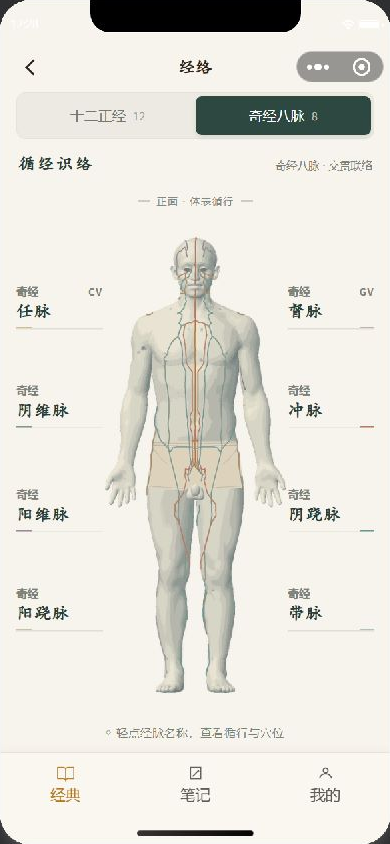 经络
十二正经 12
奇经八脉 8
循经识络
奇经八脉 · 交贯联络
正面 · 体表循行
奇经 CV
任脉
奇经 GV
督脉
奇经
阴维脉
奇经
冲脉
奇经
阳维脉
奇经
阴跷脉
奇经
阳跷脉
奇经
带脉
轻点经脉名称，查看循行与穴位
经典
笔记
我的